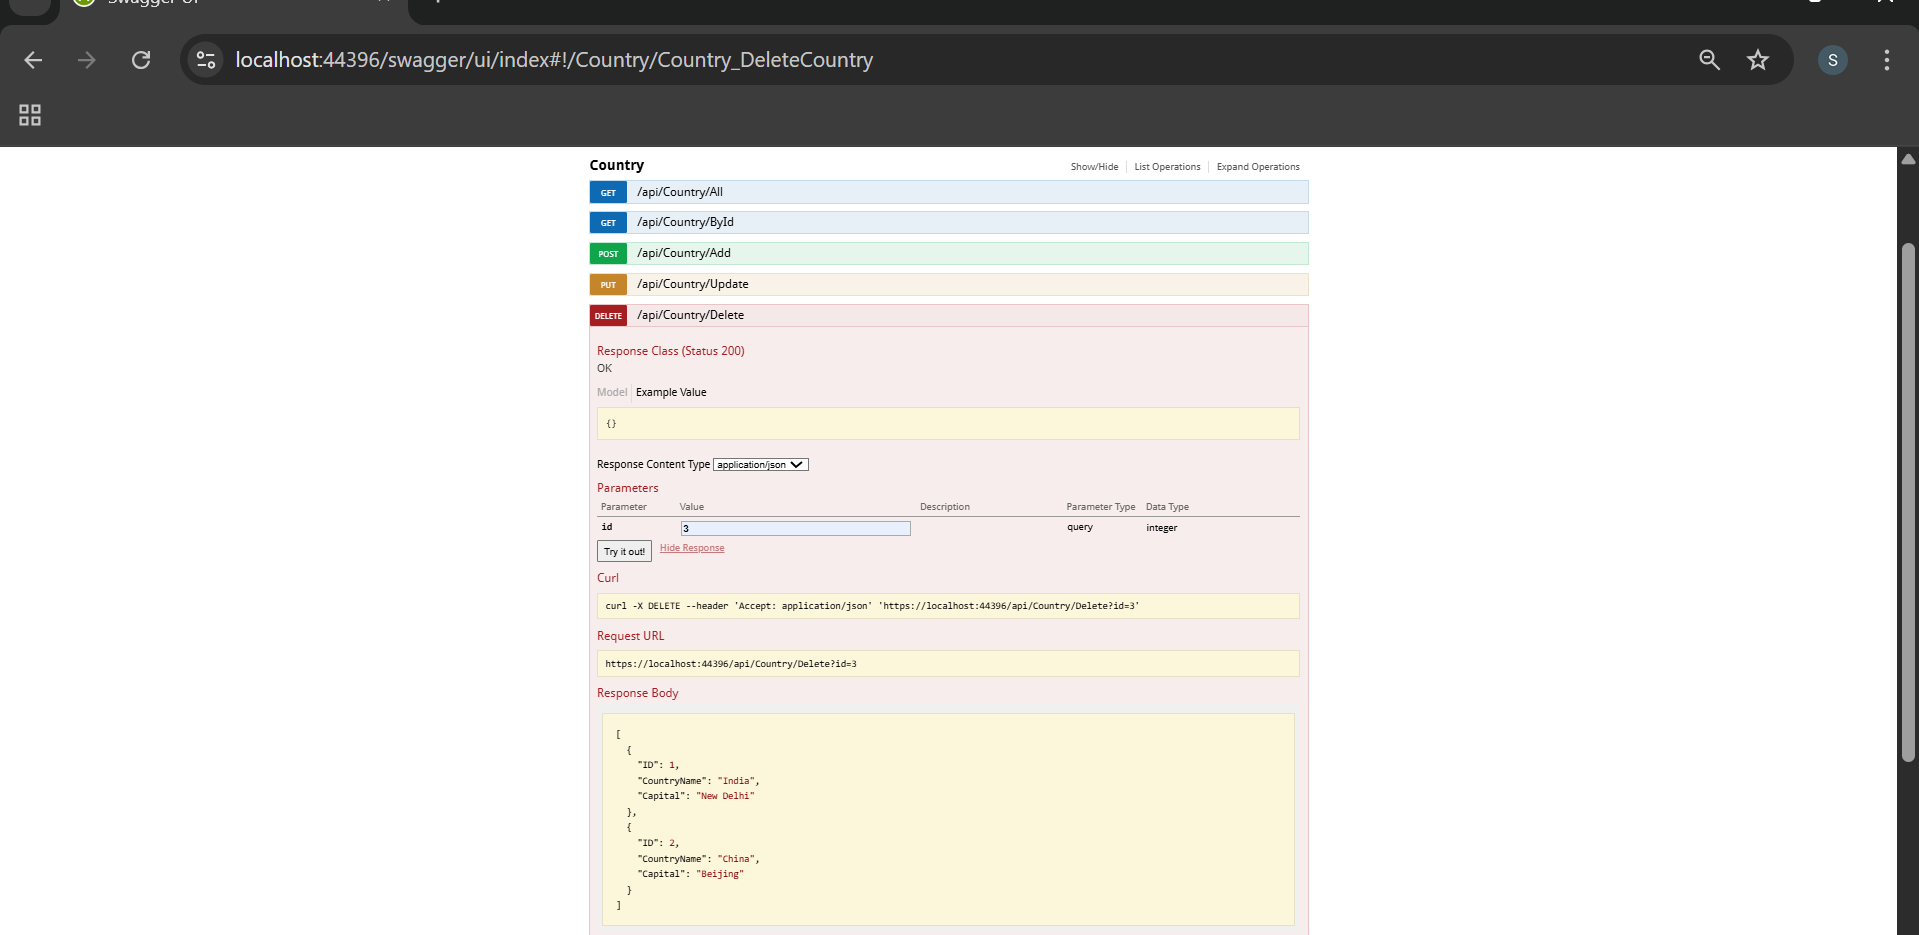 Swagger UI
localhost:44396/swagger/ui/index#!/Country/Country_DeleteCountry
S
Country
Show/Hide
List Operations
Expand Operations
GET /api/Country/All
GET /api/Country/ById
POST /api/Country/Add
PUT /api/Country/Update
DELETE /api/Country/Delete
Response Class (Status 200)
OK
Model Example Value
{}
Response Content Type application/json
Parameters
Parameter Value Description Parameter Type Data Type
id 3 query integer
Try it out! Hide Response
Curl
curl -X DELETE --header 'Accept: application/json' 'https://localhost:44396/api/Country/Delete?id=3'
Request URL
https://localhost:44396/api/Country/Delete?id=3
Response Body
[
  {
    "ID": 1,
    "CountryName": "India",
    "Capital": "New Delhi"
  },
  {
    "ID": 2,
    "CountryName": "China",
    "Capital": "Beijing"
  }
]